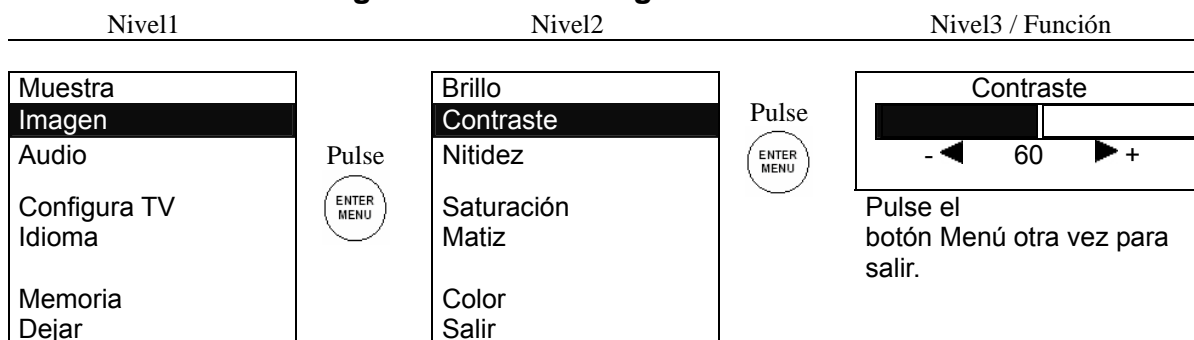 Nivel1 Nivel2 Nivel3 / Función
Muestra
Imagen
Audio
Configura TV
Idioma
Memoria
Dejar
Pulse
ENTER
MENU
Brillo
Contraste
Nitidez
Saturación
Matiz
Color
Salir
Pulse
ENTER
MENU
Contraste
- ◀ 60 ▶ +
Pulse el
botón Menú otra vez para
salir.